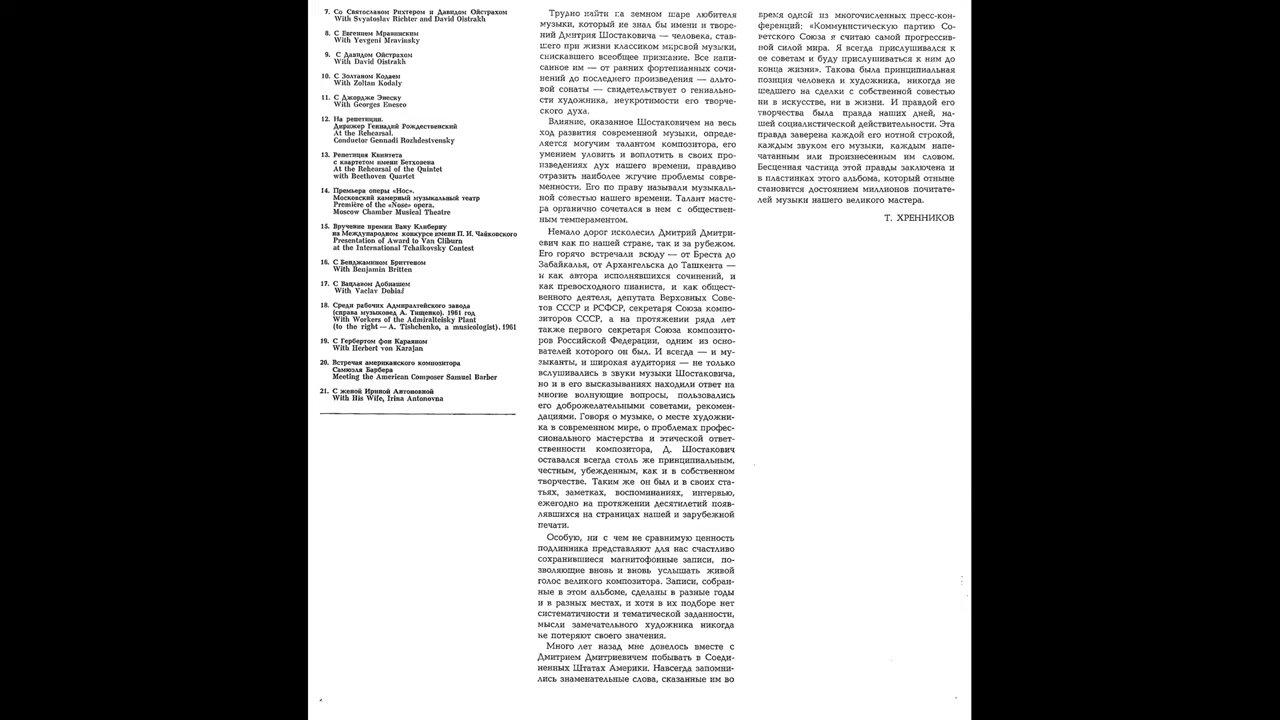 7. Со Святославом Рихтером и Давидом Ойстрахом
With Svyatoslav Richter and David Oistrakh
8. С Евгением Мравинским
With Yevgeni Mravinsky
9. С Давидом Ойстрахом
With David Oistrakh
10. С Золтаном Кодаем
With Zoltan Kodaly
11. С Джордже Энеску
With Georges Enesco
12. На репетиции.
Дирижер Геннадий Рождественский
At the Rehearsal.
Conductor Gennadi Rozhdestvensky
13. Репетиция Квинтета
с квартетом имени Бетховена
At the Rehearsal of the Quintet
with Beethoven Quartet
14. Премьера оперы «Нос».
Московский камерный музыкальный театр
Première of the «Nose» opera.
Moscow Chamber Musical Theatre
15. Вручение премии Вану Клиберну
на Международном конкурсе имени П. И. Чайковского
Presentation of Award to Van Cliburn
at the International Tchaikovsky Contest
16. С Бенджамином Бриттеном
With Benjamin Britten
17. С Вацлавом Добиашем
With Vaclav Dobiaš
18. Среди рабочих Адмиралтейского завода
(справа музыковед А. Тищенко). 1961 год
With Workers of the Admiralteisky Plant
(to the right — A. Tishchenko, a musicologist). 1961
19. С Гербертом фон Караяном
With Herbert von Karajan
20. Встреча американского композитора
Самюэля Барбера
Meeting the American Composer Samuel Barber
21. С женой Ириной Антоновной
With His Wife, Irina Antonovna
Трудно найти на земном шаре любителя
музыки, который не знал бы имени и творе-
ний Дмитрия Шостаковича — человека, став-
шего при жизни классиком мировой музыки,
снискавшего всеобщее признание. Все напи-
санное им — от ранних фортепианных сочи-
нений до последнего произведения — альто-
вой сонаты — свидетельствует о гениально-
сти художника, неукротимости его творче-
ского духа.
Влияние, оказанное Шостаковичем на весь
ход развития современной музыки, опреде-
ляется могучим талантом композитора, его
умением уловить и воплотить в своих про-
изведениях дух нашего времени, правдиво
отразить наиболее жгучие проблемы совре-
менности. Его по праву называли музыкаль-
ной совестью нашего времени. Талант масте-
ра органично сочетался в нем с обществен-
ным темпераментом.
Немало дорог исколесил Дмитрий Дмитри-
евич как по нашей стране, так и за рубежом.
Его горячо встречали всюду — от Бреста до
Забайкалья, от Архангельска до Ташкента —
и как автора исполнявшихся сочинений, и
как превосходного пианиста, и как общест-
венного деятеля, депутата Верховных Сове-
тов СССР и РСФСР, секретаря Союза компо-
зиторов СССР, а на протяжении ряда лет
также первого секретаря Союза композито-
ров Российской Федерации, одним из осно-
вателей которого он был. И всегда — и му-
зыканты, и широкая аудитория — не только
вслушивались в звуки музыки Шостаковича,
но и в его высказываниях находили ответ на
многие волнующие вопросы, пользовались
его доброжелательными советами, рекомен-
дациями. Говоря о музыке, о месте художни-
ка в современном мире, о проблемах профес-
сионального мастерства и этической ответ-
ственности композитора, Д. Шостакович
оставался всегда столь же принципиальным,
честным, убежденным, как и в собственном
творчестве. Таким же он был и в своих ста-
тьях, заметках, воспоминаниях, интервью,
ежегодно на протяжении десятилетий появ-
лявшихся на страницах нашей и зарубежной
печати.
Особую, ни с чем не сравнимую ценность
подлинника представляют для нас счастливо
сохранившиеся магнитофонные записи, по-
зволяющие вновь и вновь услышать живой
голос великого композитора. Записи, собран-
ные в этом альбоме, сделаны в разные годы
и в разных местах, и хотя в их подборе нет
систематичности и тематической заданности,
мысли замечательного художника никогда
не потеряют своего значения.
Много лет назад мне довелось вместе с
Дмитрием Дмитриевичем побывать в Соеди-
ненных Штатах Америки. Навсегда запомни-
лись знаменательные слова, сказанные им во
время одной из многочисленных пресс-кон-
ференций: «Коммунистическую партию Со-
ветского Союза я считаю самой прогрессив-
ной силой мира. Я всегда прислушивался к
ее советам и буду прислушиваться к ним до
конца жизни». Такова была принципиальная
позиция человека и художника, никогда не
шедшего на сделки с собственной совестью
ни в искусстве, ни в жизни. И правдой его
творчества была правда наших дней, на-
шей социалистической действительности. Эта
правда заверена каждой его нотной строкой,
каждым звуком его музыки, каждым напе-
чатанным или произнесенным им словом.
Бесценная частица этой правды заключена и
в пластинках этого альбома, который отныне
становится достоянием миллионов почитате-
лей музыки нашего великого мастера.
Т. ХРЕННИКОВ